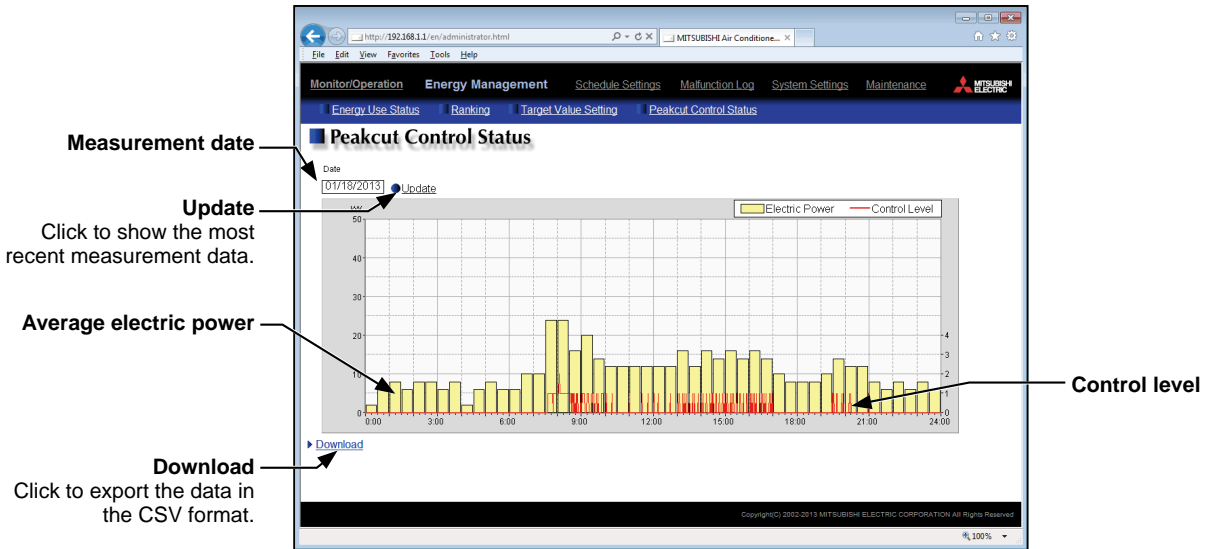 http://192.168.1.1/en/administrator.html
MITSUBISHI Air Conditione...
File Edit View Favorites Tools Help
Monitor/Operation Energy Management Schedule Settings Malfunction Log System Settings Maintenance MITSUBISHI ELECTRIC
Energy Use Status Ranking Target Value Setting Peakcut Control Status
Peakcut Control Status
Measurement date
Date
01/18/2013 Update
Update
Click to show the most
recent measurement data.
kW
Electric Power Control Level
50
40
30
20
10
0
4
3
2
1
0
0:00 3:00 6:00 9:00 12:00 15:00 18:00 21:00 24:00
Average electric power
Control level
Download
Download
Click to export the data in
the CSV format.
Copyright(C) 2002-2013 MITSUBISHI ELECTRIC CORPORATION All Rights Reserved
100%